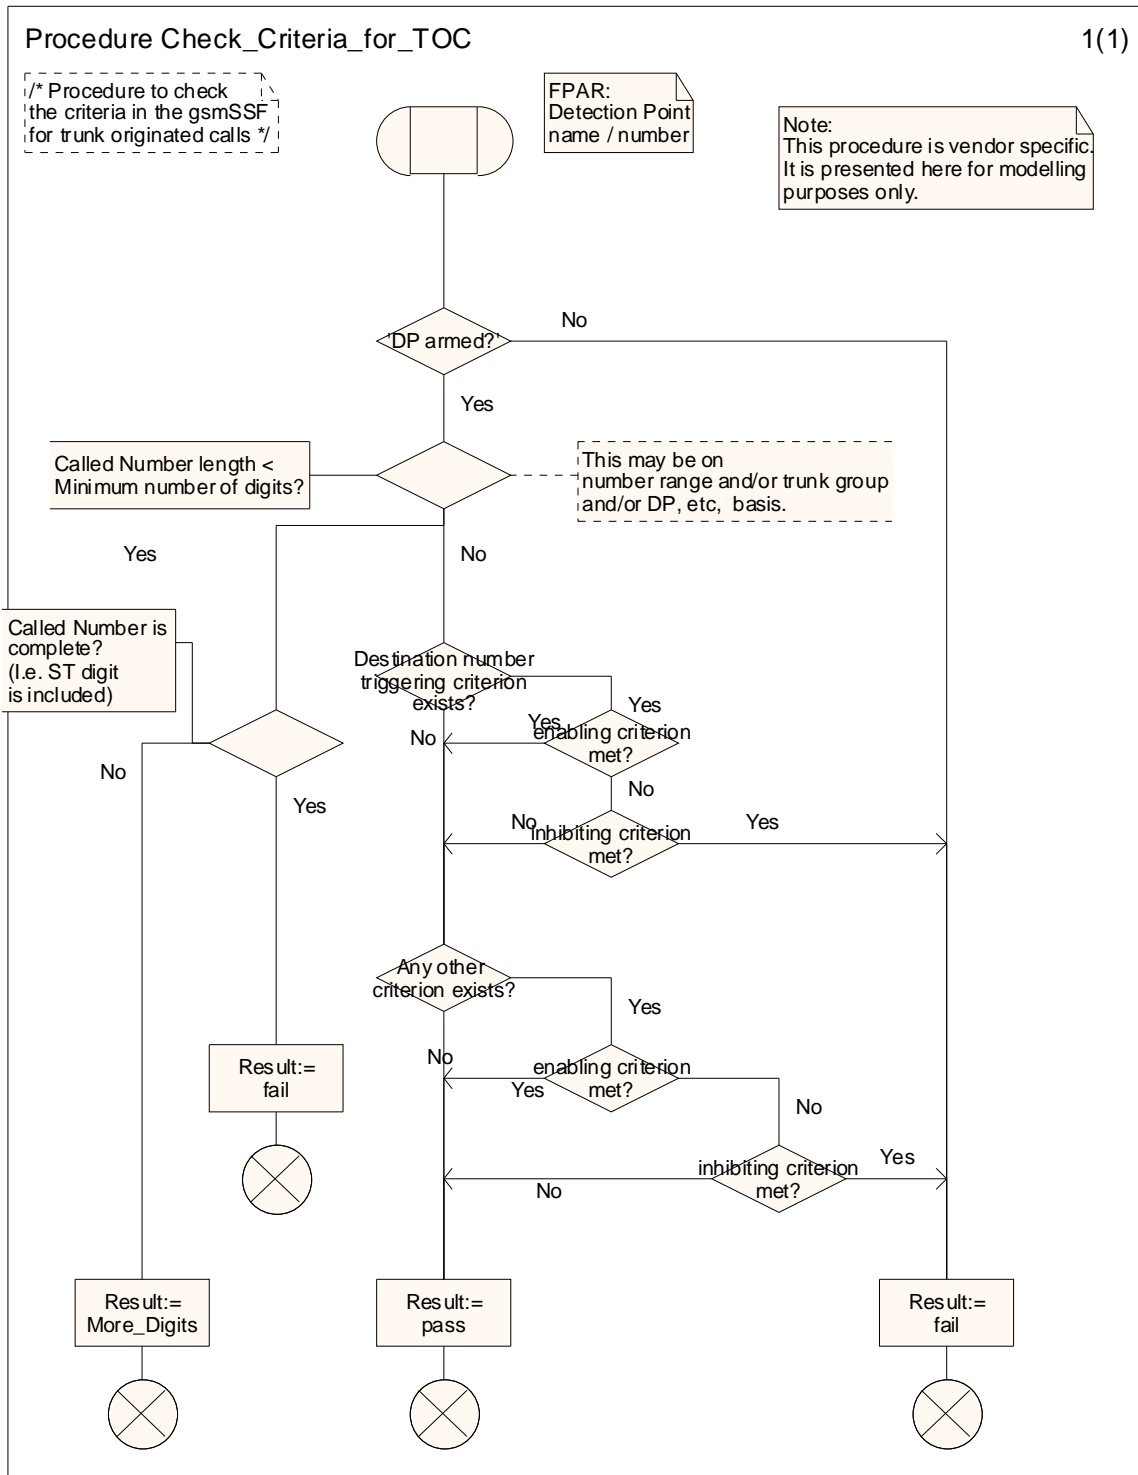 Procedure Check_Criteria_for_TOC
1(1)
/* Procedure to check
the criteria in the gsmSSF
for trunk originated calls */
FPAR:
Detection Point
name / number
Note:
This procedure is vendor specific.
It is presented here for modelling
purposes only.
'DP armed?'
No
Yes
Called Number length <
Minimum number of digits?
This may be on
number range and/or trunk group
and/or DP, etc, basis.
Yes
No
Called Number is
complete?
(I.e. ST digit
is included)
Destination number
triggering criterion
exists?
Yes
Yes
enabling criterion
met?
No
No
Yes
No
No
inhibiting criterion
met?
Yes
Any other
criterion exists?
Yes
No
enabling criterion
met?
Yes
No
Result:=
fail
inhibiting criterion
met?
Yes
No
Result:=
More_Digits
Result:=
pass
Result:=
fail